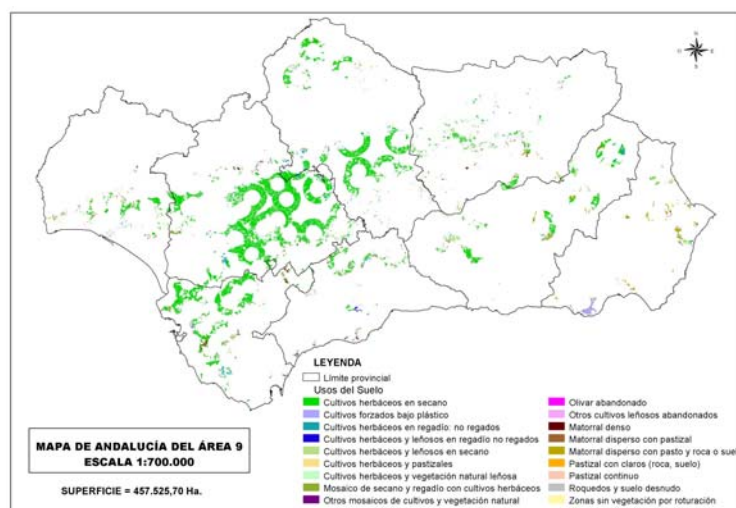 N
O
E
S
LEYENDA
Límite provincial
Usos del Suelo
Cultivos herbáceos en secano
Cultivos forzados bajo plástico
Cultivos herbáceos en regadío: no regados
Cultivos herbáceos y leñosos en regadío no regados
Cultivos herbáceos y leñosos en secano
Cultivos herbáceos y pastizales
Cultivos herbáceos y vegetación natural leñosa
Mosaico de secano y regadío con cultivos herbáceos
Otros mosaicos de cultivos y vegetación natural
Olivar abandonado
Otros cultivos leñosos abandonados
Matorral denso
Matorral disperso con pastizal
Matorral disperso con pasto y roca o suelo
Pastizal con claros (roca, suelo)
Pastizal continuo
Roquedos y suelo desnudo
Zonas sin vegetación por roturación
MAPA DE ANDALUCÍA DEL ÁREA 9
ESCALA 1:700.000
SUPERFICIE = 457.525,70 Ha.